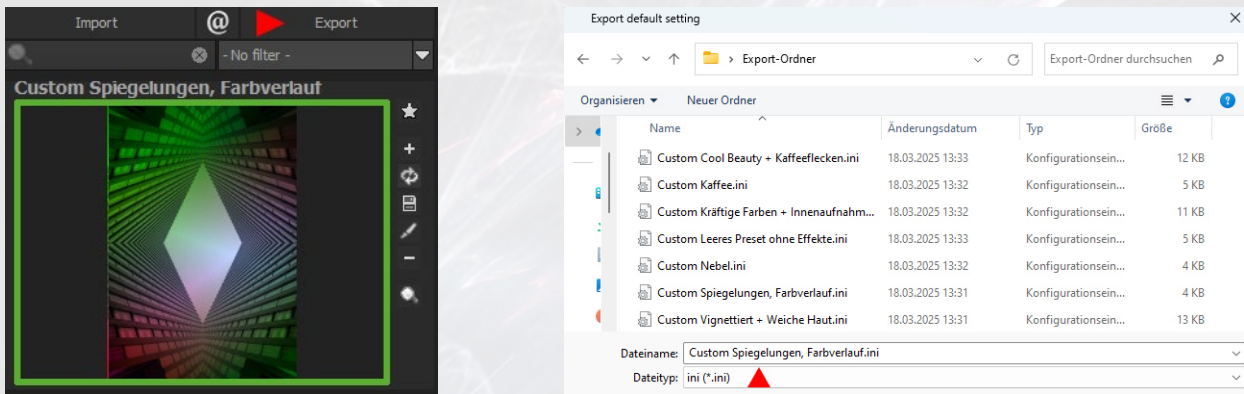 Import @ Export
- No filter -
Custom Spiegelungen, Farbverlauf
Export default setting
Export-Ordner
Export-Ordner durchsuchen
Organisieren Neuer Ordner
Name Änderungsdatum Typ Größe
Custom Cool Beauty + Kaffeeflecken.ini 18.03.2025 13:33 Konfigurationsein... 12 KB
Custom Kaffee.ini 18.03.2025 13:32 Konfigurationsein... 5 KB
Custom Kräftige Farben + Innenaufnahm... 18.03.2025 13:32 Konfigurationsein... 11 KB
Custom Leeres Preset ohne Effekte.ini 18.03.2025 13:33 Konfigurationsein... 5 KB
Custom Nebel.ini 18.03.2025 13:32 Konfigurationsein... 4 KB
Custom Spiegelungen, Farbverlauf.ini 18.03.2025 13:31 Konfigurationsein... 4 KB
Custom Vignettiert + Weiche Haut.ini 18.03.2025 13:31 Konfigurationsein... 13 KB
Dateiname: Custom Spiegelungen, Farbverlauf.ini
Dateityp: ini (*.ini)